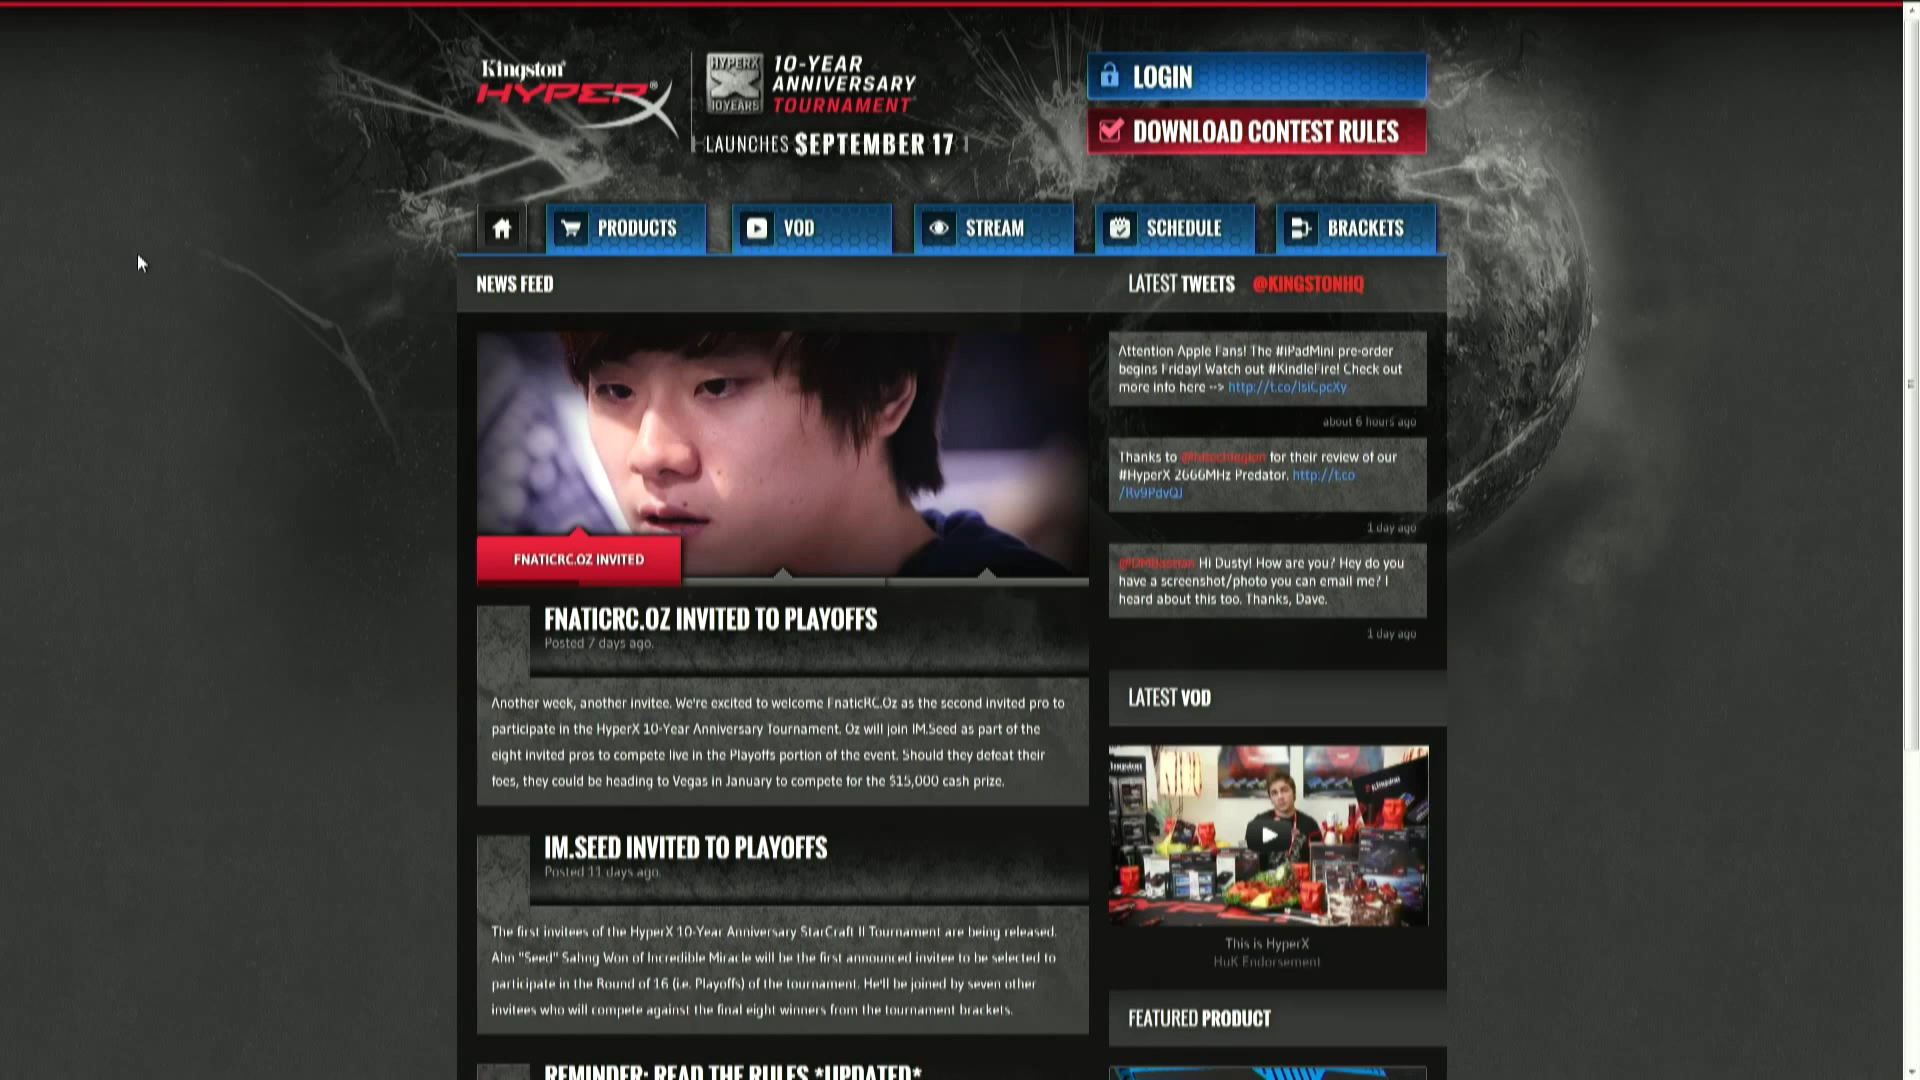 Kingston
HYPERX
HYPERX
10 YEARS
10-YEAR
ANNIVERSARY
TOURNAMENT
LAUNCHES SEPTEMBER 17
LOGIN
DOWNLOAD CONTEST RULES
PRODUCTS
VOD
STREAM
SCHEDULE
BRACKETS
NEWS FEED
FNATICRC.OZ INVITED
FNATICRC.OZ INVITED TO PLAYOFFS
Posted 7 days ago.
Another week, another invitee. We're excited to welcome FnaticRC.Oz as the second invited pro to
participate in the HyperX 10-Year Anniversary Tournament. Oz will join IM.Seed as part of the
eight invited pros to compete live in the Playoffs portion of the event. Should they defeat their
foes, they could be heading to Vegas in January to compete for the $15,000 cash prize.
IM.SEED INVITED TO PLAYOFFS
Posted 11 days ago.
The first invitees of the HyperX 10-Year Anniversary StarCraft II Tournament are being released.
Ahn "Seed" Sahng Won of Incredible Miracle will be the first announced invitee to be selected to
participate in the Round of 16 (i.e. Playoffs) of the tournament. He'll be joined by seven other
invitees who will compete against the final eight winners from the tournament brackets.
REMINDER: READ THE RULES *UPDATED*
LATEST TWEETS @KINGSTONHQ
Attention Apple Fans! The #iPadMini pre-order
begins Friday! Watch out #KindleFire! Check out
more info here --> http://t.co/IsiCpcXy
about 6 hours ago
Thanks to @hitechlegion for their review of our
#HyperX 2666MHz Predator. http://t.co
/Rv9PdvQJ
1 day ago
Hi Dusty! How are you? Hey do you
have a screenshot/photo you can email me? I
heard about this too. Thanks, Dave.
1 day ago
LATEST VOD
Kingston
This is HyperX
HuK Endorsement
FEATURED PRODUCT